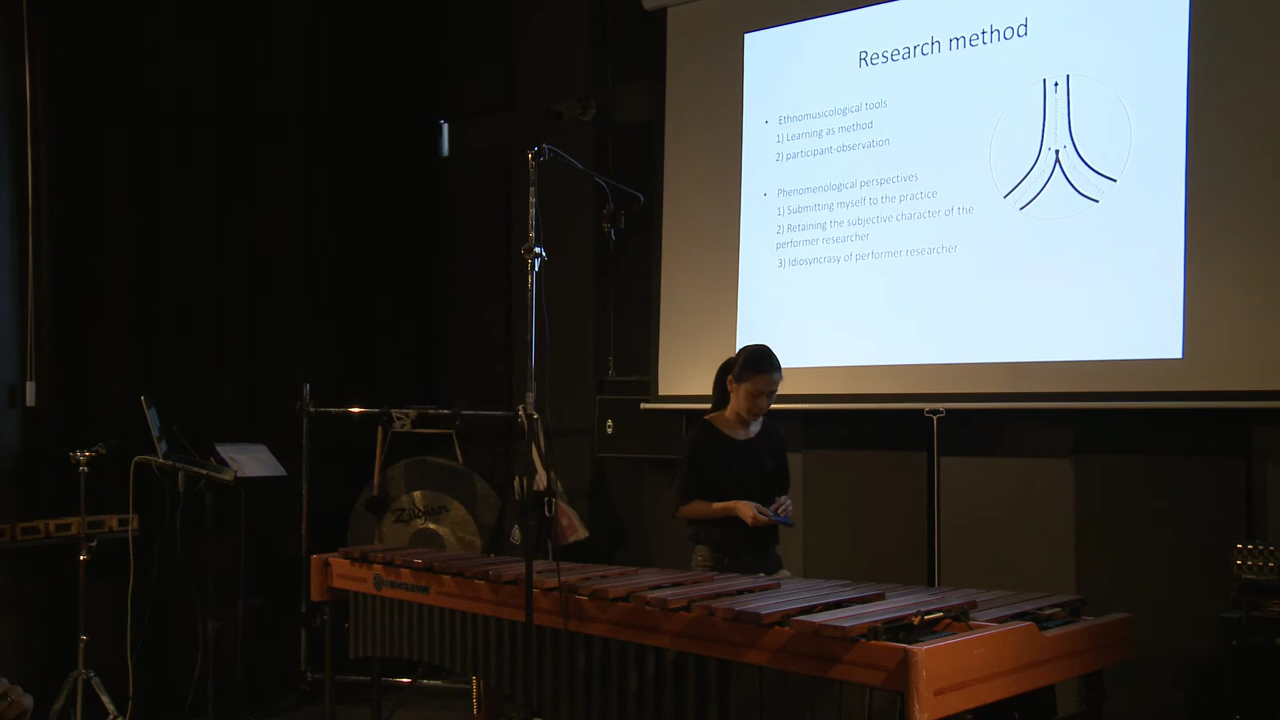 Research method
• Ethnomusicological tools
1) Learning as method
2) participant-observation
• Phenomenological perspectives
1) Submitting myself to the practice
2) Retaining the subjective character of the
performer researcher
3) Idiosyncrasy of performer researcher
Zildjian